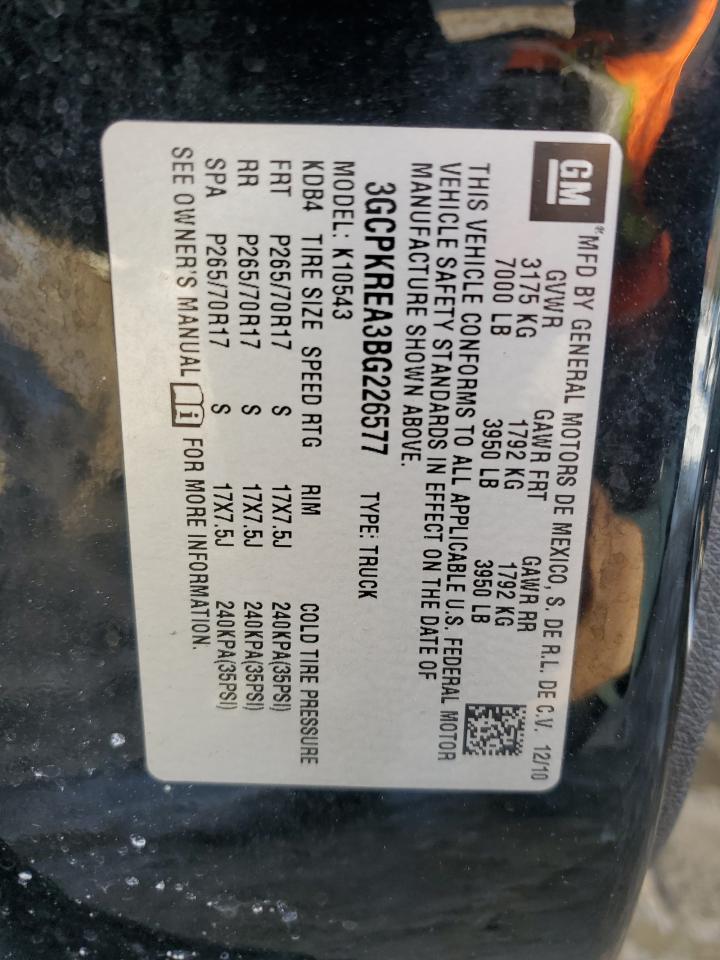 GM® MFD BY GENERAL MOTORS DE MEXICO, S. DE R.L. DE C.V. 12/10
GVWR GAWR FRT GAWR RR
3175 KG 1792 KG 1792 KG
7000 LB 3950 LB 3950 LB
THIS VEHICLE CONFORMS TO ALL APPLICABLE U.S. FEDERAL MOTOR
VEHICLE SAFETY STANDARDS IN EFFECT ON THE DATE OF
MANUFACTURE SHOWN ABOVE.
3GCPKREA3BG226577 TYPE: TRUCK
MODEL: K10543
KDB4 TIRE SIZE SPEED RTG RIM COLD TIRE PRESSURE
FRT P265/70R17 S 17X7.5J 240KPA(35PSI)
RR P265/70R17 S 17X7.5J 240KPA(35PSI)
SPA P265/70R17 S 17X7.5J 240KPA(35PSI)
SEE OWNER'S MANUAL i FOR MORE INFORMATION.